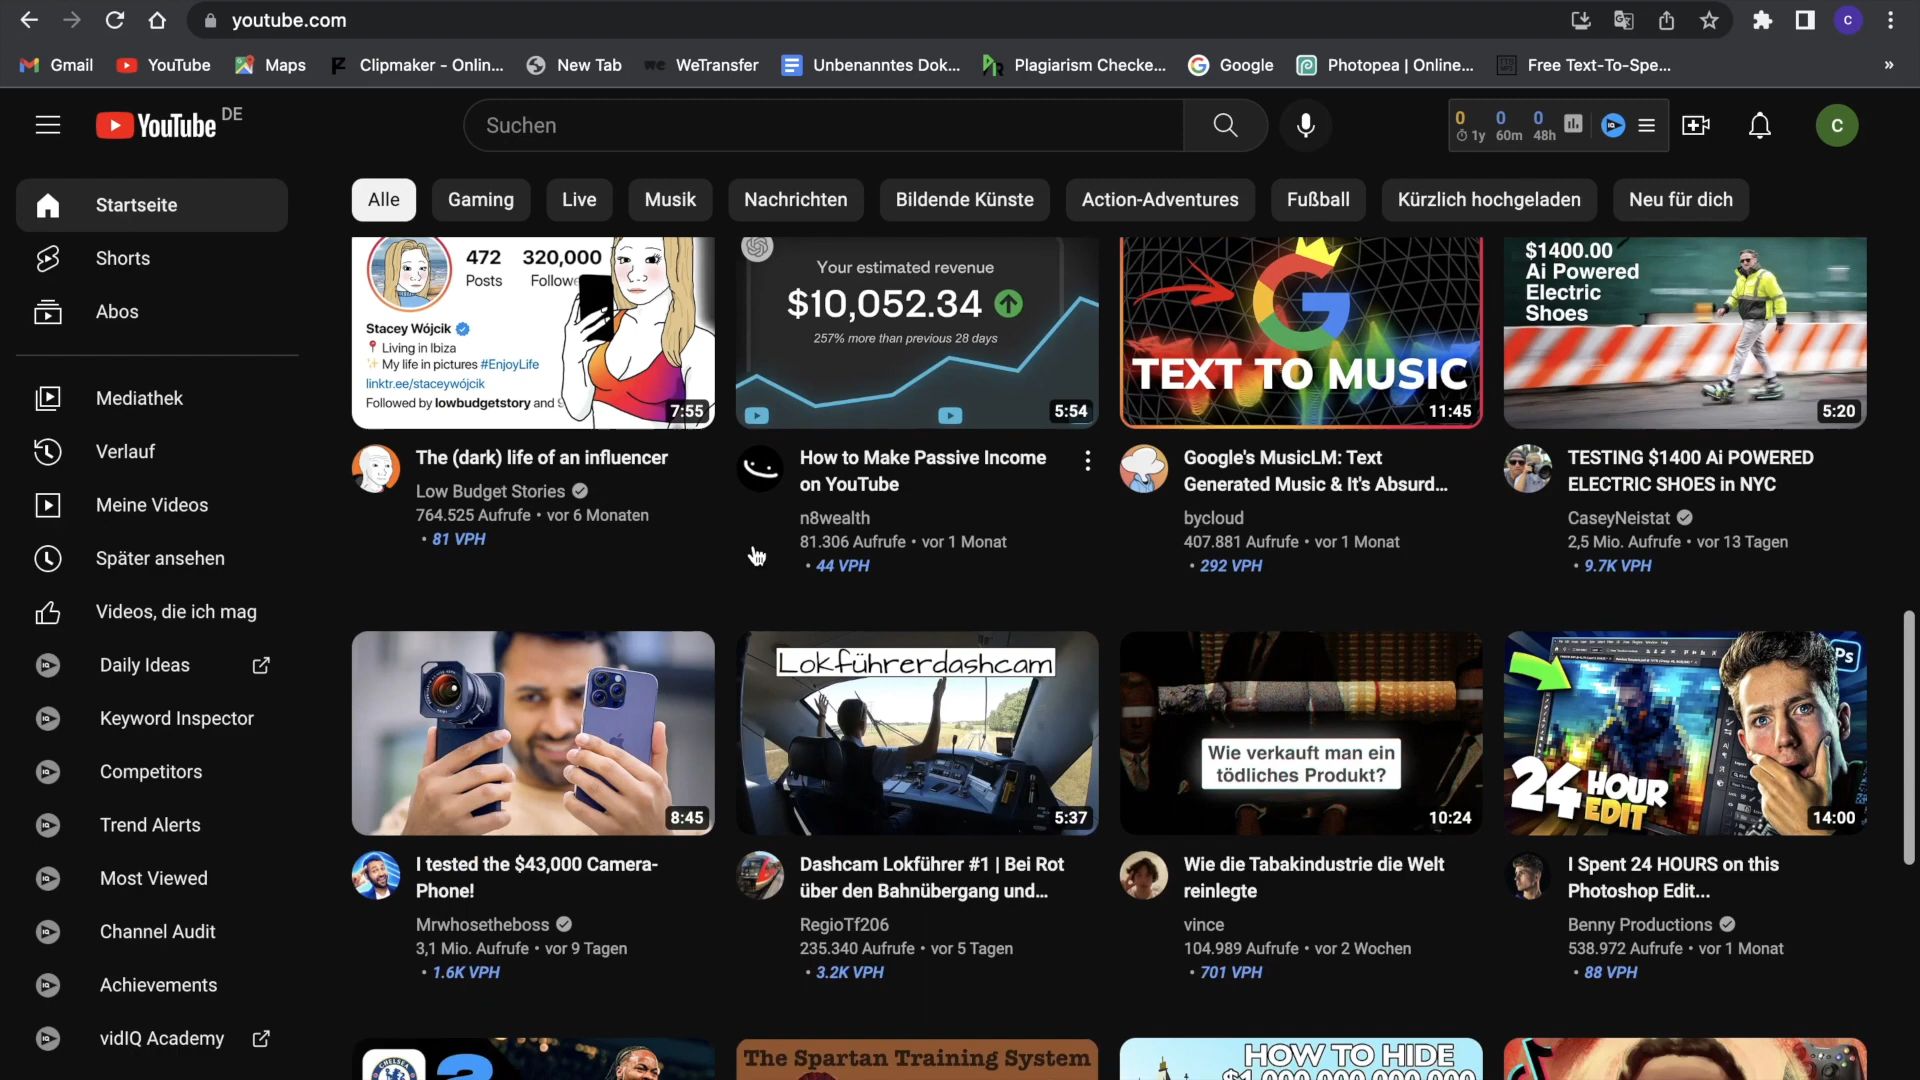 youtube.com
Gmail
YouTube
Maps
Clipmaker - Onlin...
New Tab
WeTransfer
Unbenanntes Dok...
Plagiarism Checke...
Google
Photopea | Online...
Free Text-To-Spe...
YouTube DE
Suchen
0 0 0
1y 60m 48h
C
Startseite
Shorts
Abos
Mediathek
Verlauf
Meine Videos
Später ansehen
Videos, die ich mag
Daily Ideas
Keyword Inspector
Competitors
Trend Alerts
Most Viewed
Channel Audit
Achievements
vidIQ Academy
Alle
Gaming
Live
Musik
Nachrichten
Bildende Künste
Action-Adventures
Fußball
Kürzlich hochgeladen
Neu für dich
472 320,000
Posts
Stacey Wójcik
Living in Ibiza
My life in pictures #EnjoyLife
linktr.ee/staceywójcik
Followed by lowbudgetstory and
7:55
The (dark) life of an influencer
Low Budget Stories
764.525 Aufrufe • vor 6 Monaten
• 81 VPH
Your estimated revenue
$10,052.34
257% more than previous 28 days
5:54
How to Make Passive Income
on YouTube
n8wealth
81.306 Aufrufe • vor 1 Monat
• 44 VPH
TEXT TO MUSIC
11:45
Google's MusicLM: Text
Generated Music & It's Absurd...
bycloud
407.881 Aufrufe • vor 1 Monat
• 292 VPH
$1400.00
Ai Powered
Electric
Shoes
5:20
TESTING $1400 Ai POWERED
ELECTRIC SHOES in NYC
CaseyNeistat
2,5 Mio. Aufrufe • vor 13 Tagen
• 9.7K VPH
8:45
I tested the $43,000 Camera-
Phone!
Mrwhosetheboss
3,1 Mio. Aufrufe • vor 9 Tagen
• 1.6K VPH
Lokführerdashcam
5:37
Dashcam Lokführer #1 | Bei Rot
über den Bahnübergang und...
RegioTf206
235.340 Aufrufe • vor 5 Tagen
• 3.2K VPH
Wie verkauft man ein
tödliches Produkt?
10:24
Wie die Tabakindustrie die Welt
reinlegte
vince
104.989 Aufrufe • vor 2 Wochen
• 701 VPH
Ps
24 HOUR
EDIT
14:00
I Spent 24 HOURS on this
Photoshop Edit...
Benny Productions
538.972 Aufrufe • vor 1 Monat
• 88 VPH
CHELSEA
The Spartan Training System
HOW TO HIDE